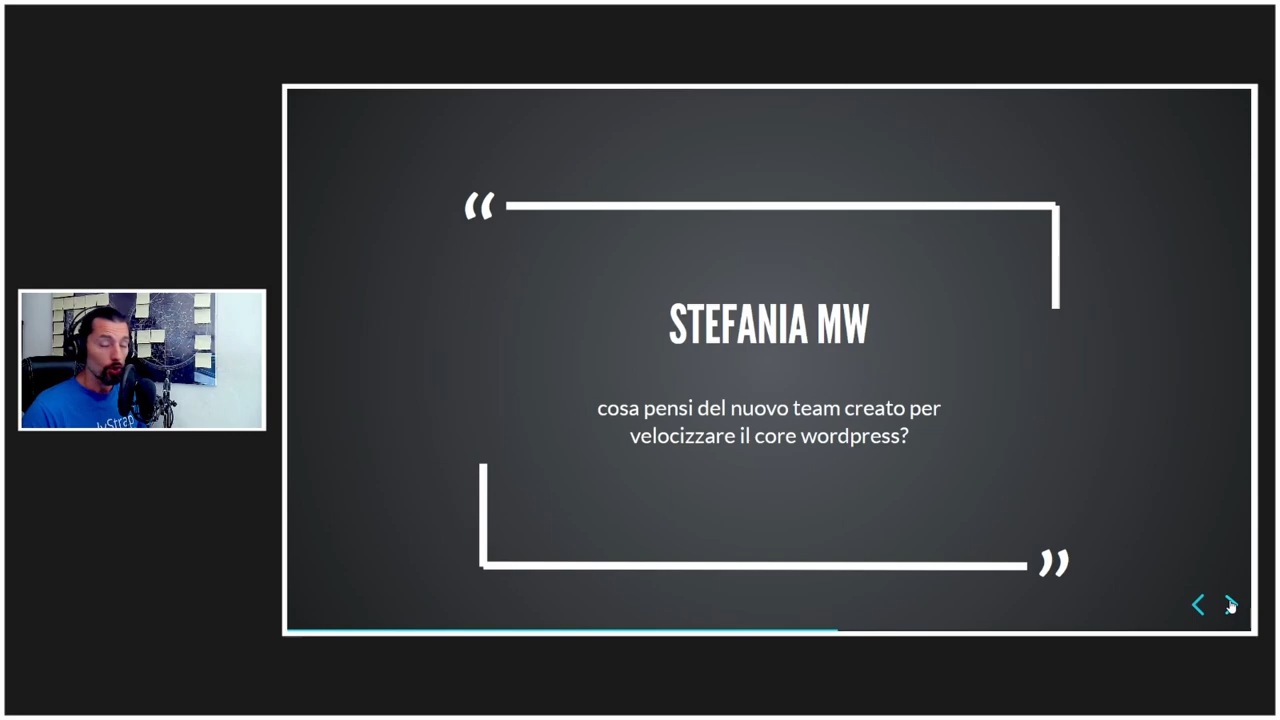 “
STEFANIA MW
cosa pensi del nuovo team creato per
velocizzare il core wordpress?
”